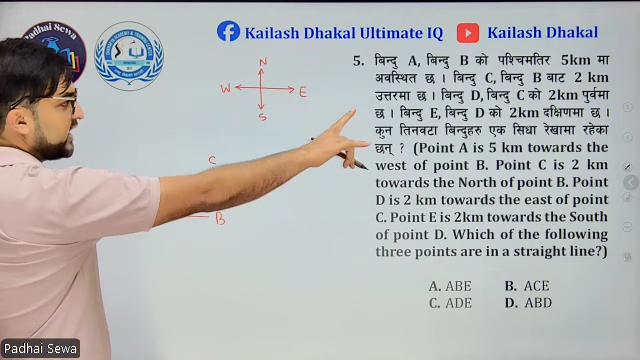 Padhai Sewa
Kailash Dhakal Ultimate IQ
Kailash Dhakal
N
W
E
S
C
B
5. बिन्दु A, बिन्दु B को पश्चिमतिर 5km मा
अवस्थित छ । बिन्दु C, बिन्दु B बाट 2 km
उत्तरमा छ । बिन्दु D, बिन्दु C को 2km पुर्वमा
छ। बिन्दु E, बिन्दु D को 2km दक्षिणमा छ।
कुन तिनवटा बिन्दुहरु एक सिधा रेखामा रहेका
छन् ? (Point A is 5 km towards the
west of point B. Point C is 2 km
towards the North of point B. Point
D is 2 km towards the east of point
C. Point E is 2km towards the South
of point D. Which of the following
three points are in a straight line?)
A. ABE B. ACE
C. ADE D. ABD
Padhai Sewa